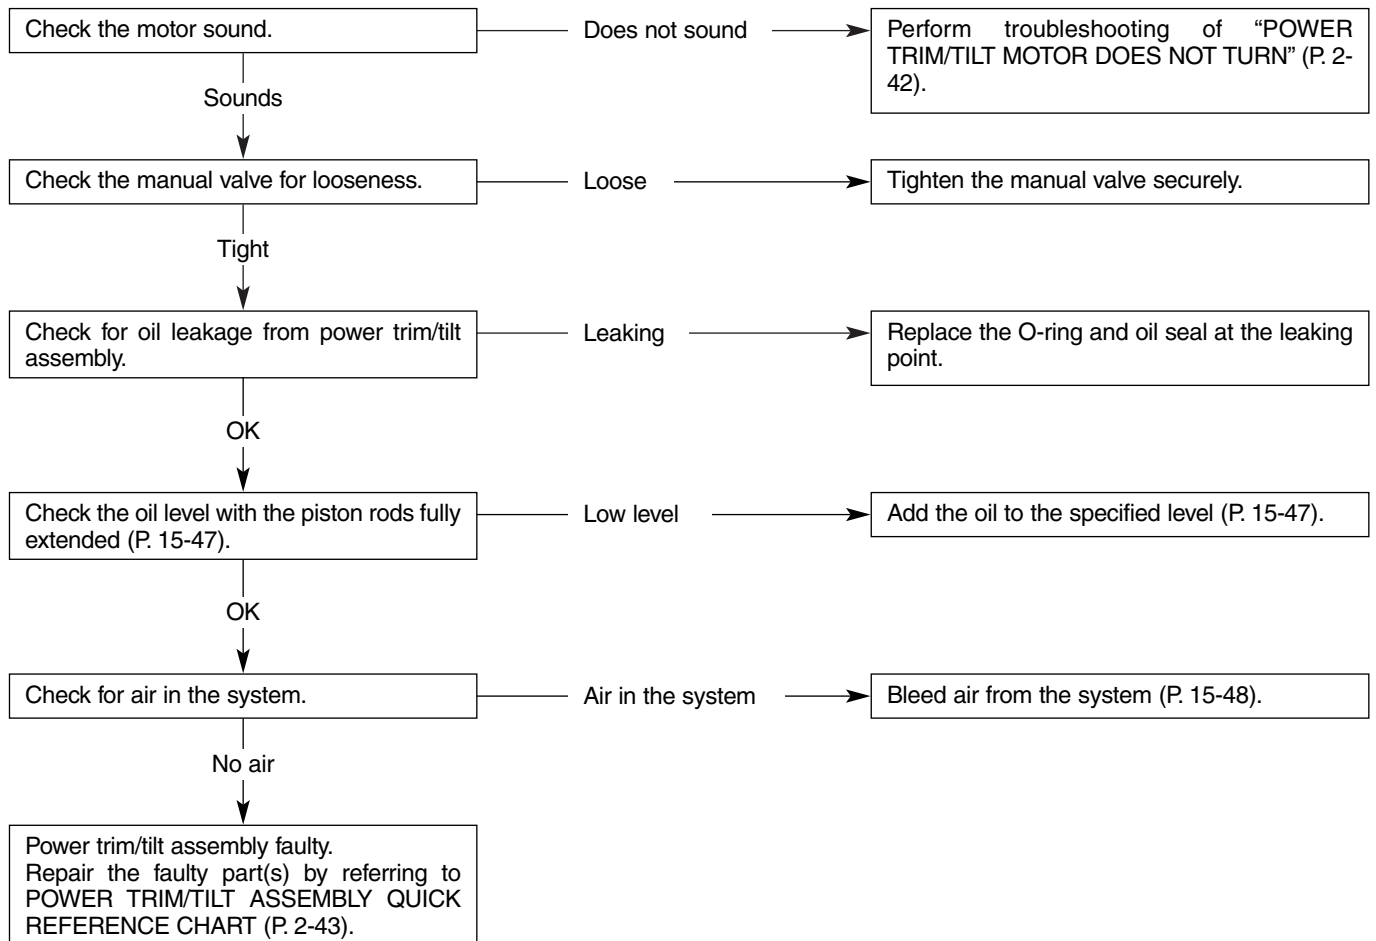 Check the motor sound.
Does not sound
Perform troubleshooting of “POWER
TRIM/TILT MOTOR DOES NOT TURN” (P. 2-
42).
Sounds
Check the manual valve for looseness.
Loose
Tighten the manual valve securely.
Tight
Check for oil leakage from power trim/tilt
assembly.
Leaking
Replace the O-ring and oil seal at the leaking
point.
OK
Check the oil level with the piston rods fully
extended (P. 15-47).
Low level
Add the oil to the specified level (P. 15-47).
OK
Check for air in the system.
Air in the system
Bleed air from the system (P. 15-48).
No air
Power trim/tilt assembly faulty.
Repair the faulty part(s) by referring to
POWER TRIM/TILT ASSEMBLY QUICK
REFERENCE CHART (P. 2-43).